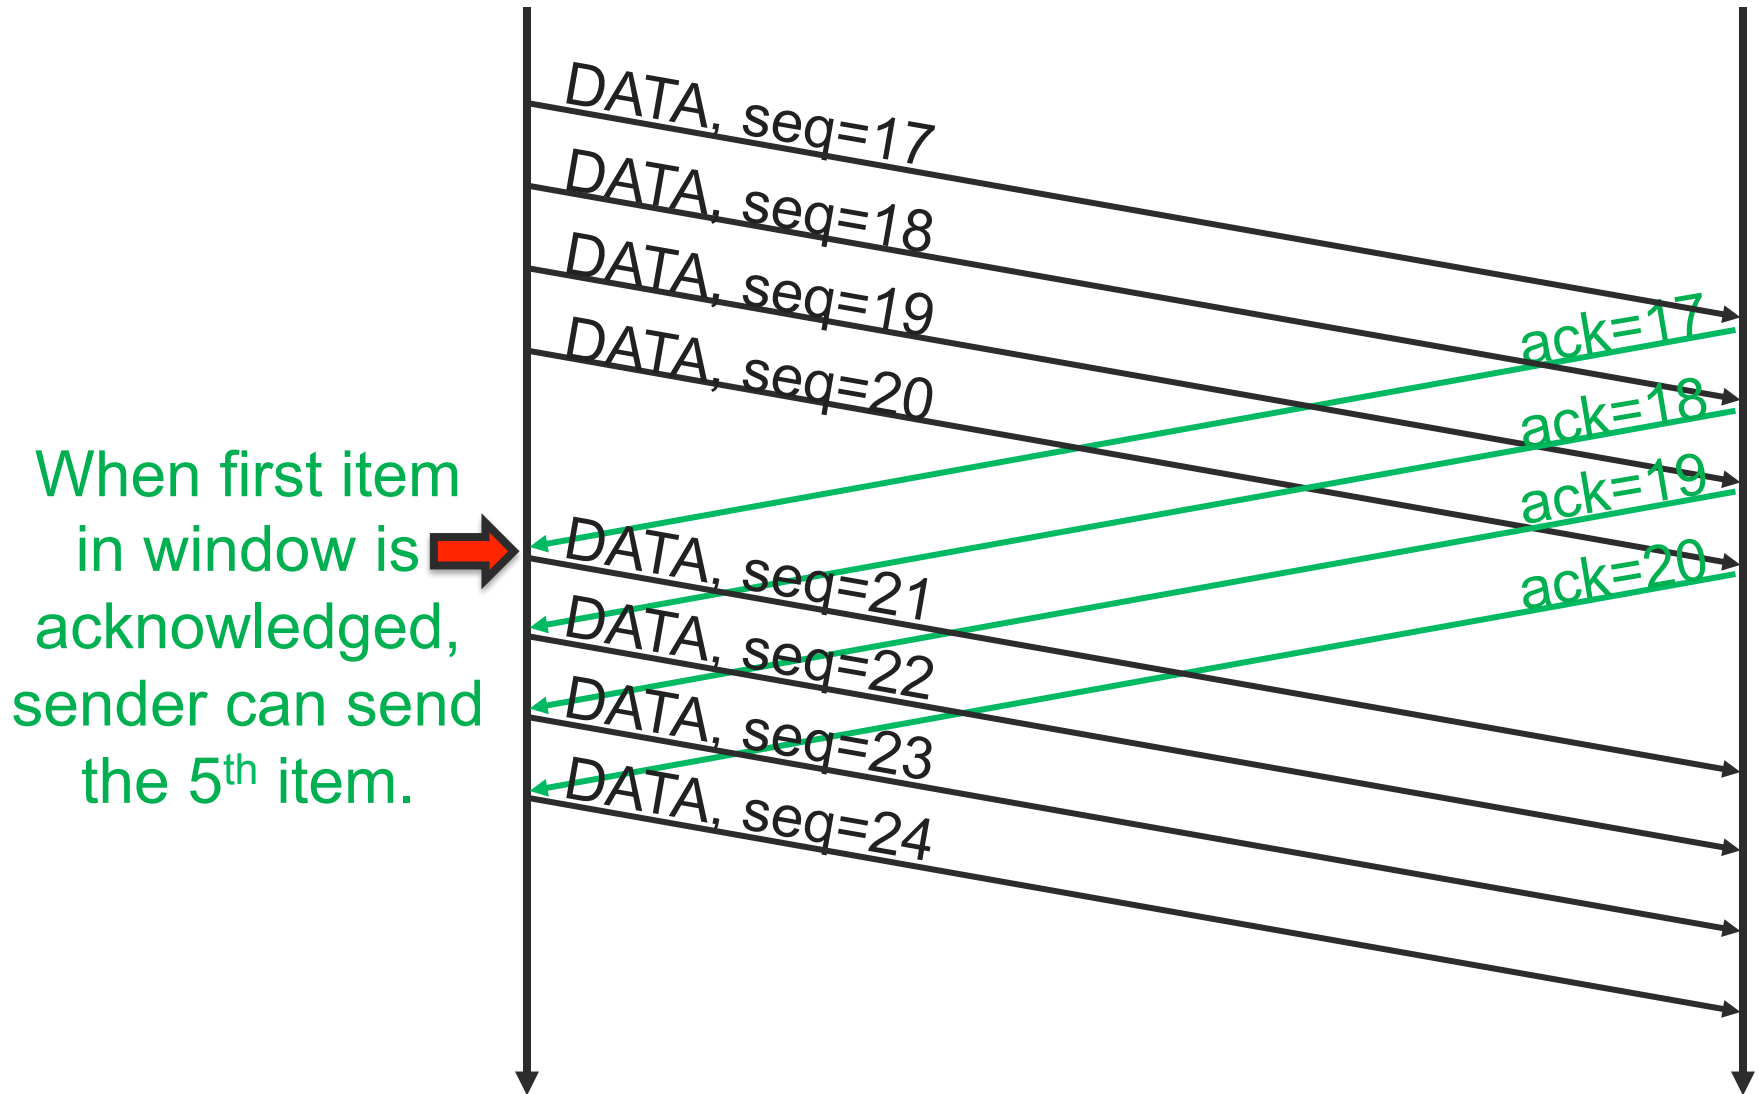 DATA, seq=17
DATA, seq=18
DATA, seq=19
DATA, seq=20
ack=17
ack=18
ack=19
ack=20
When first item
in window is
acknowledged,
sender can send
the 5th item.
DATA, seq=21
DATA, seq=22
DATA, seq=23
DATA, seq=24